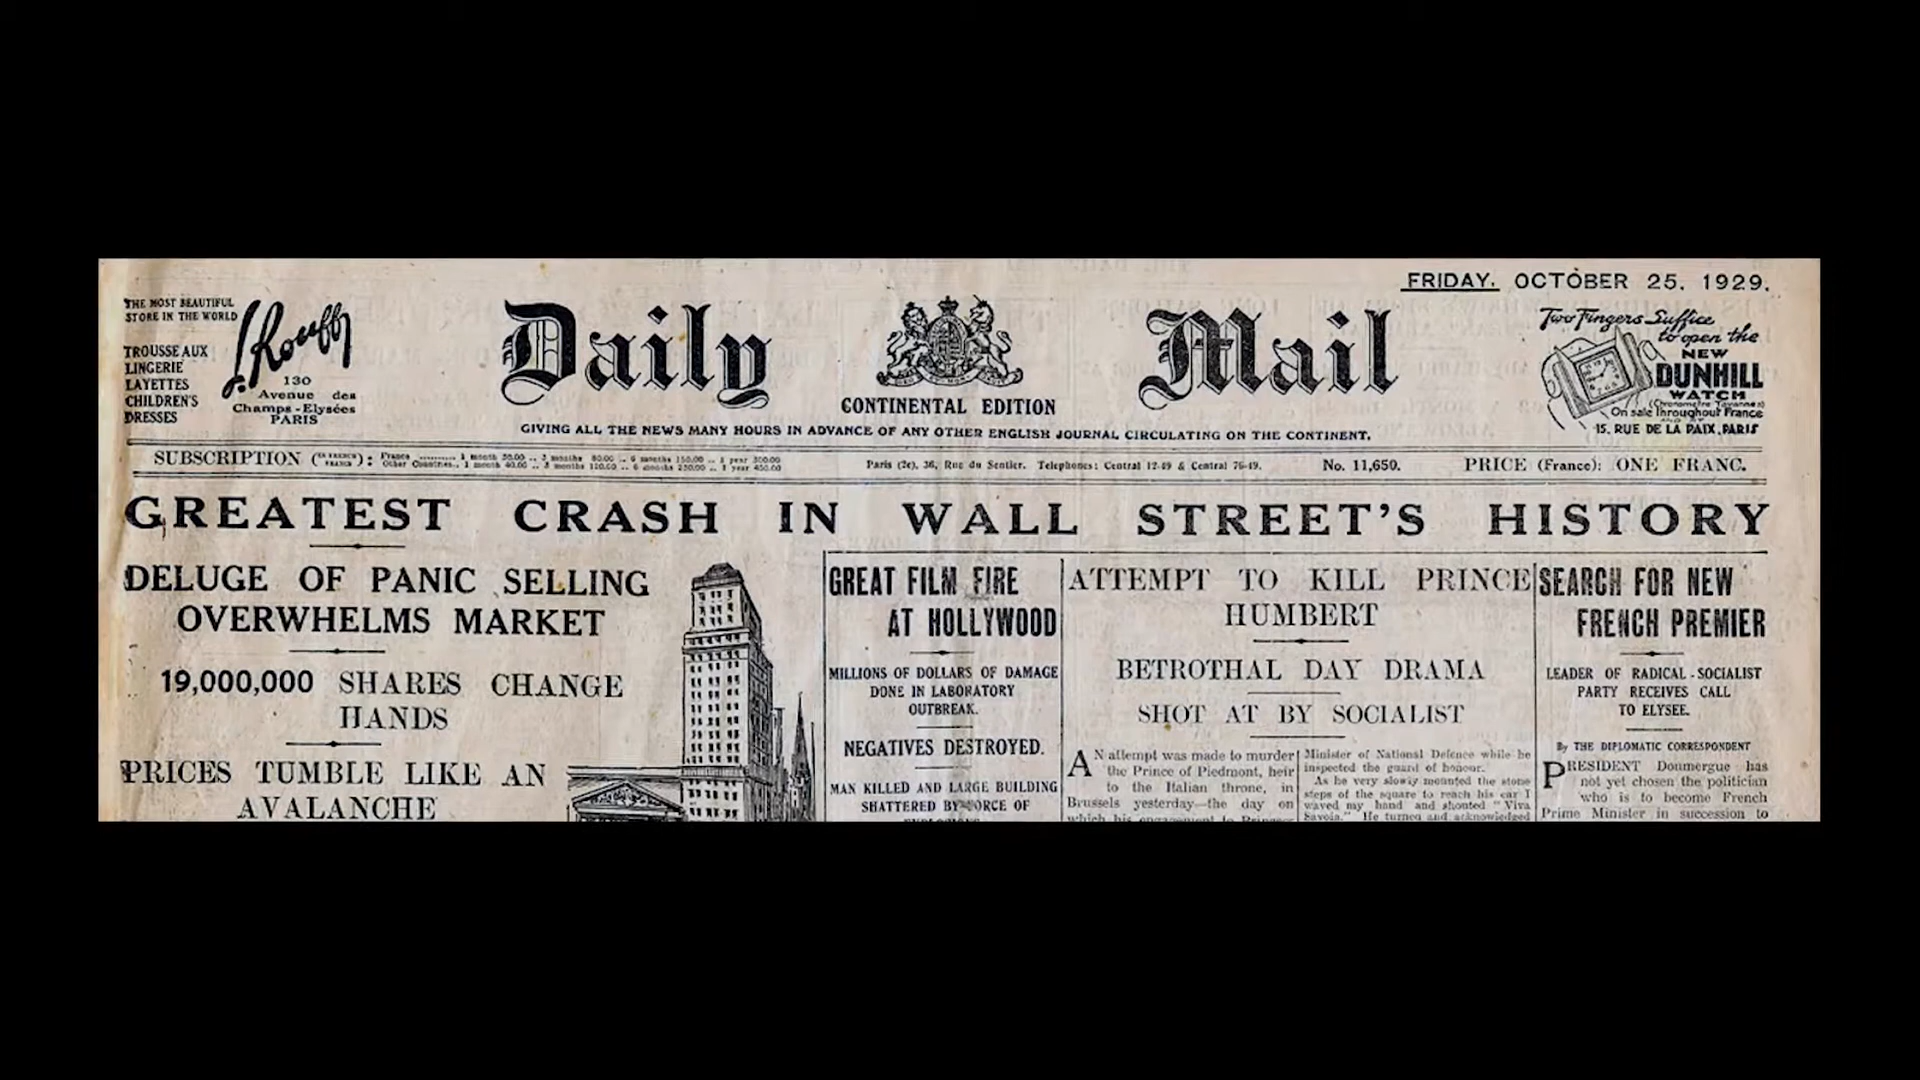 FRIDAY, OCTOBER 25, 1929.
THE MOST BEAUTIFUL
STORE IN THE WORLD
TROUSSEAUX
LINGERIE
LAYETTES
CHILDREN'S
DRESSES
J. Rouff
130
Avenue des
Champs-Elysées
PARIS
Daily Mail
CONTINENTAL EDITION
Two Fingers Suffice
to open the
NEW
DUNHILL
WATCH
On sale Throughout France
15, RUE DE LA PAIX, PARIS
GIVING ALL THE NEWS MANY HOURS IN ADVANCE OF ANY OTHER ENGLISH JOURNAL CIRCULATING ON THE CONTINENT.
SUBSCRIPTION
Paris (2e), 36, Rue du Sentier. Telephones: Central 12-49 & Central 76-49. No. 11,650. PRICE (France): ONE FRANC.
GREATEST CRASH IN WALL STREET'S HISTORY
DELUGE OF PANIC SELLING
OVERWHELMS MARKET
19,000,000 SHARES CHANGE
HANDS
PRICES TUMBLE LIKE AN
AVALANCHE
GREAT FILM FIRE
AT HOLLYWOOD
MILLIONS OF DOLLARS OF DAMAGE
DONE IN LABORATORY
OUTBREAK.
NEGATIVES DESTROYED.
MAN KILLED AND LARGE BUILDING
SHATTERED BY FORCE OF
ATTEMPT TO KILL PRINCE
HUMBERT
BETROTHAL DAY DRAMA
SHOT AT BY SOCIALIST
AN attempt was made to murder
the Prince of Piedmont, heir
to the Italian throne, in
Brussels yesterday—the day on
which his engagement to
Minister of National Defence while he
inspected the guard of honour.
As he very slowly mounted the stone
steps of the square to reach his car I
waved my hand and shouted "Viva
Savoia." He turned and acknowledged
SEARCH FOR NEW
FRENCH PREMIER
LEADER OF RADICAL-SOCIALIST
PARTY RECEIVES CALL
TO ELYSEE.
By THE DIPLOMATIC CORRESPONDENT
PRESIDENT Doumergue has
not yet chosen the politician
who is to become French
Prime Minister in succession to